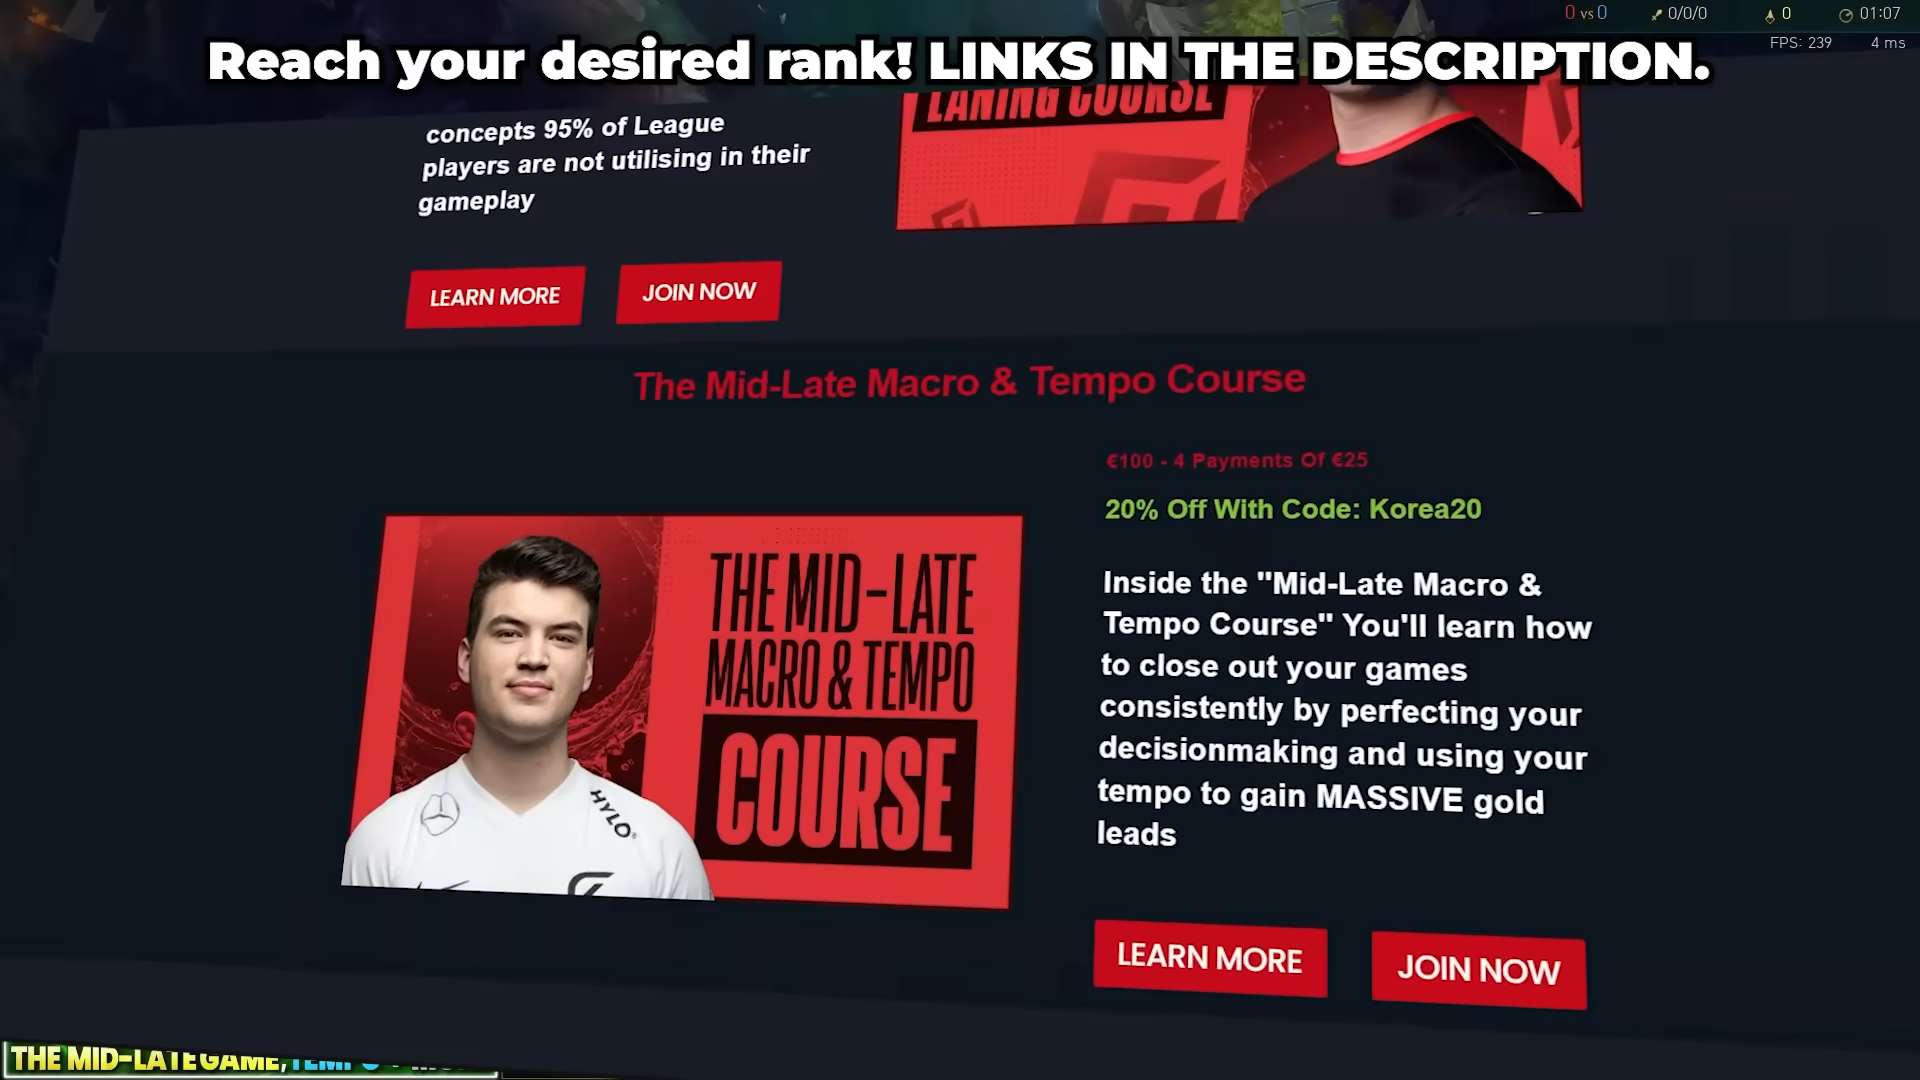 0 vs 0 0/0/0 0 01:07
FPS: 239 4 ms
Reach your desired rank! LINKS IN THE DESCRIPTION.
LANING COURSE
concepts 95% of League
players are not utilising in their
gameplay
LEARN MORE
JOIN NOW
The Mid-Late Macro & Tempo Course
€100 - 4 Payments Of €25
20% Off With Code: Korea20
THE MID-LATE
MACRO & TEMPO
COURSE
HYLO
Inside the "Mid-Late Macro &
Tempo Course" You'll learn how
to close out your games
consistently by perfecting your
decisionmaking and using your
tempo to gain MASSIVE gold
leads
LEARN MORE
JOIN NOW
THE MID-LATE GAME, TEMPO